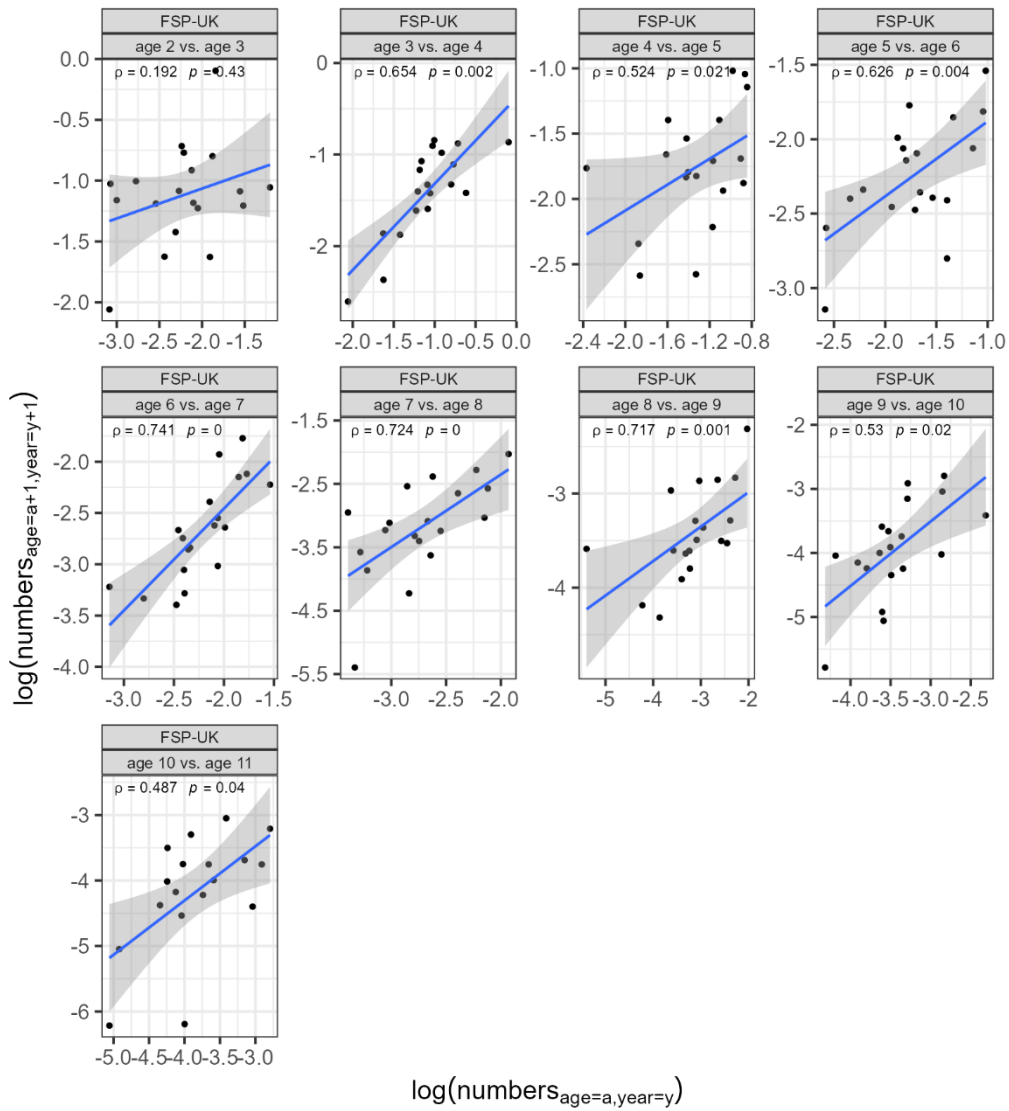 FSP-UK FSP-UK FSP-UK FSP-UK
age 2 vs. age 3 age 3 vs. age 4 age 4 vs. age 5 age 5 vs. age 6
ρ = 0.192 p = 0.43 ρ = 0.654 p = 0.002 ρ = 0.524 p = 0.021 ρ = 0.626 p = 0.004
0.0 0 -1.0 -1.5
-0.5 -1 -1.5 -2.0
-1.0 -2 -2.0 -2.5
-1.5 -2.5 -3.0
-2.0
-3.0 -2.5 -2.0 -1.5 -2.0 -1.5 -1.0 -0.5 0.0 -2.4 -2.0 -1.6 -1.2 -0.8 -2.5 -2.0 -1.5 -1.0
FSP-UK FSP-UK FSP-UK FSP-UK
age 6 vs. age 7 age 7 vs. age 8 age 8 vs. age 9 age 9 vs. age 10
ρ = 0.741 p = 0 ρ = 0.724 p = 0 ρ = 0.717 p = 0.001 ρ = 0.53 p = 0.02
-2.0 -1.5 -3 -2
-2.5 -2.5 -4 -3
-3.0 -3.5 -4
-3.5 -4.5 -5
-4.0 -5.5
-3.0 -2.5 -2.0 -1.5 -3.0 -2.5 -2.0 -5 -4 -3 -2 -4.0 -3.5 -3.0 -2.5
FSP-UK
age 10 vs. age 11
ρ = 0.487 p = 0.04
-3
-4
-5
-6
-5.0 -4.5 -4.0 -3.5 -3.0
log(numbers age=a+1,year=y+1)
log(numbers age=a,year=y)